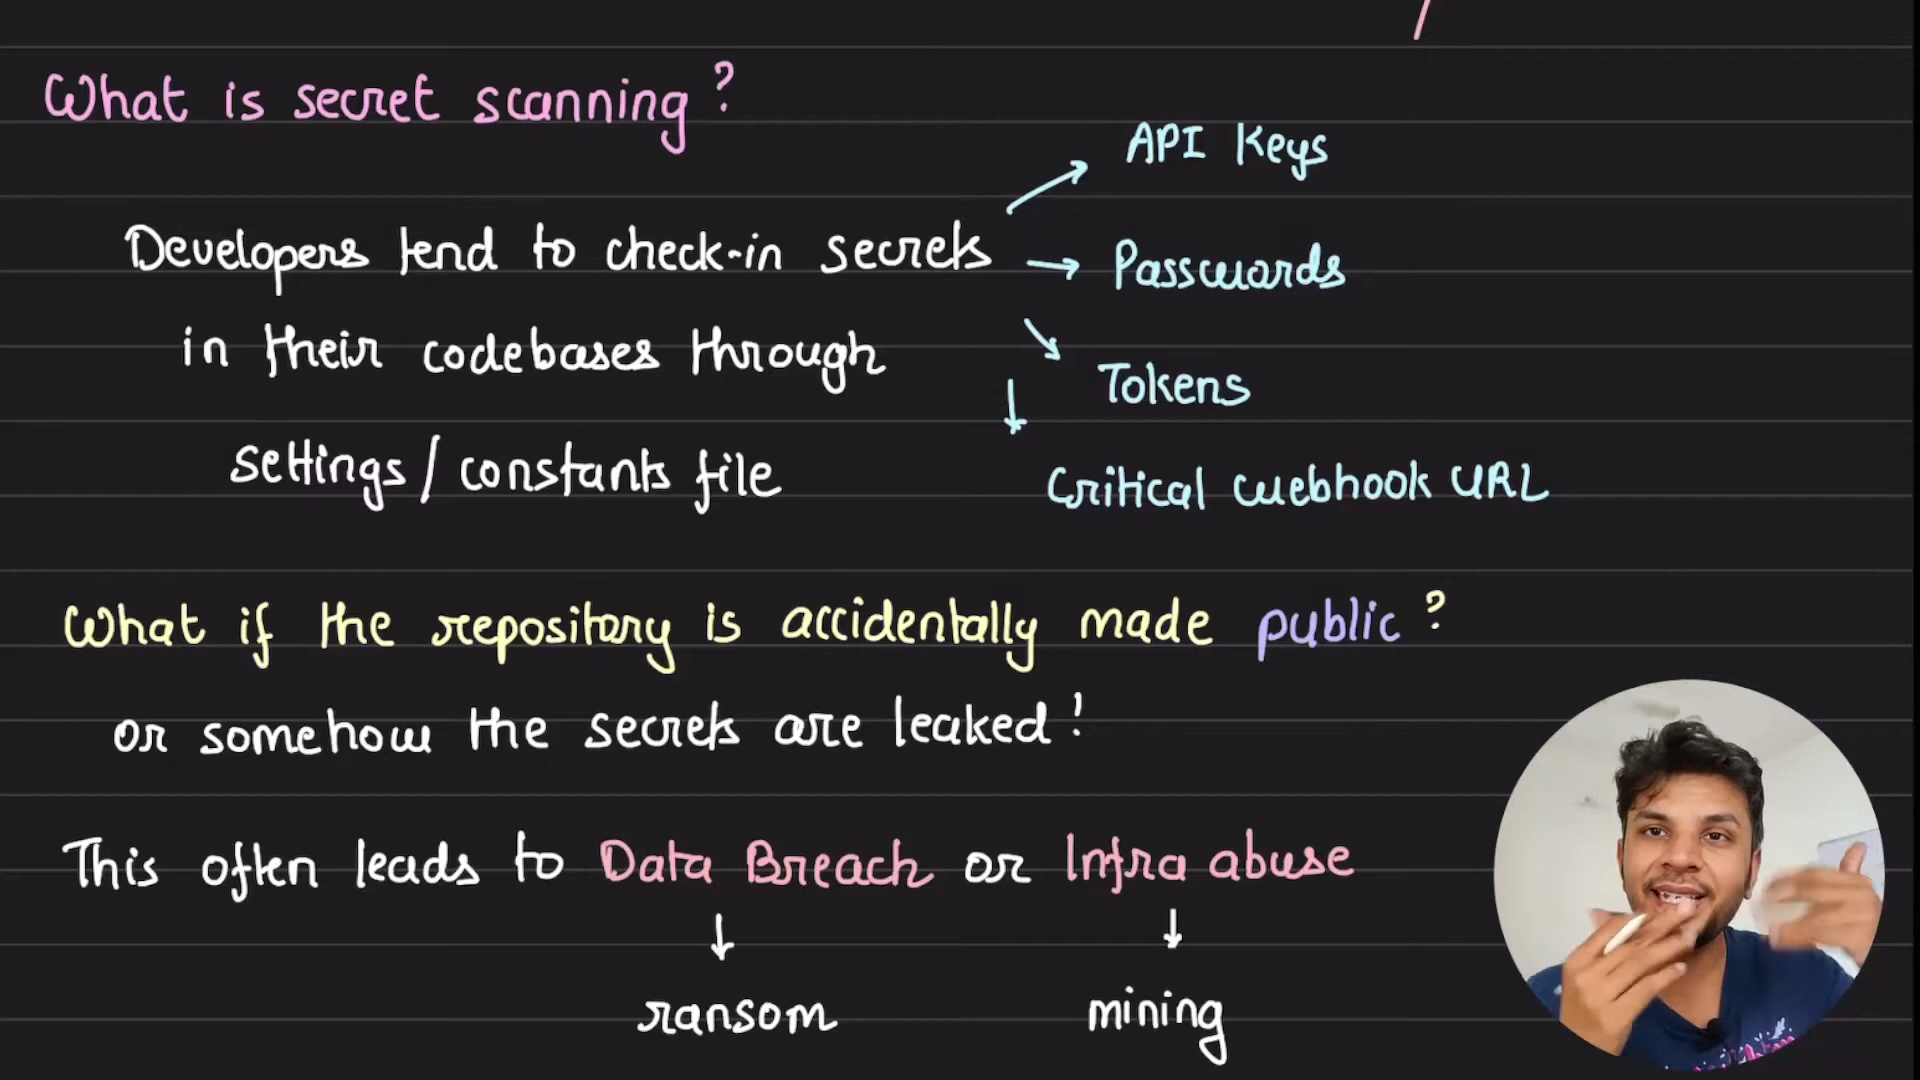 What is secret scanning?
API Keys
Developers tend to check-in secrets
Passwords
in their codebases through
Tokens
settings / constants file
Critical webhook URL
What if the repository is accidentally made public?
or somehow the secrets are leaked!
This often leads to Data Breach or Infra abuse
ransom
mining